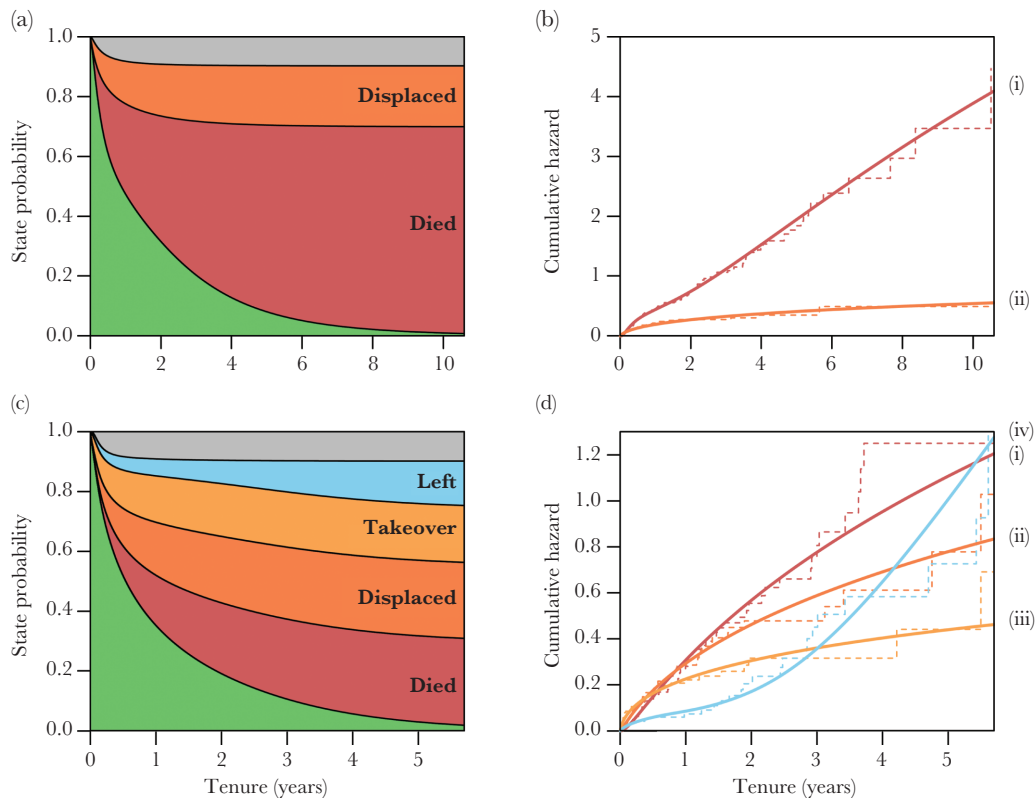 (a)
State probability
1.0
0.8
0.6
0.4
0.2
0.0
Displaced
Died
0 2 4 6 8 10
(b)
Cumulative hazard
5
4
3
2
1
0
(i)
(ii)
0 2 4 6 8 10
(c)
State probability
1.0
0.8
0.6
0.4
0.2
0.0
Left
Takeover
Displaced
Died
0 1 2 3 4 5
Tenure (years)
(d)
Cumulative hazard
1.2
1.0
0.8
0.6
0.4
0.2
0.0
(iv)
(i)
(ii)
(iii)
0 1 2 3 4 5
Tenure (years)